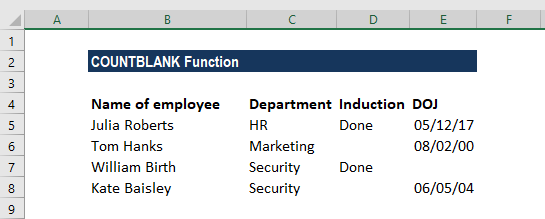 A B C D E F
1
2 COUNTBLANK Function
3
4 Name of employee Department Induction DOJ
5 Julia Roberts HR Done 05/12/17
6 Tom Hanks Marketing 08/02/00
7 William Birth Security Done
8 Kate Baisley Security 06/05/04
9